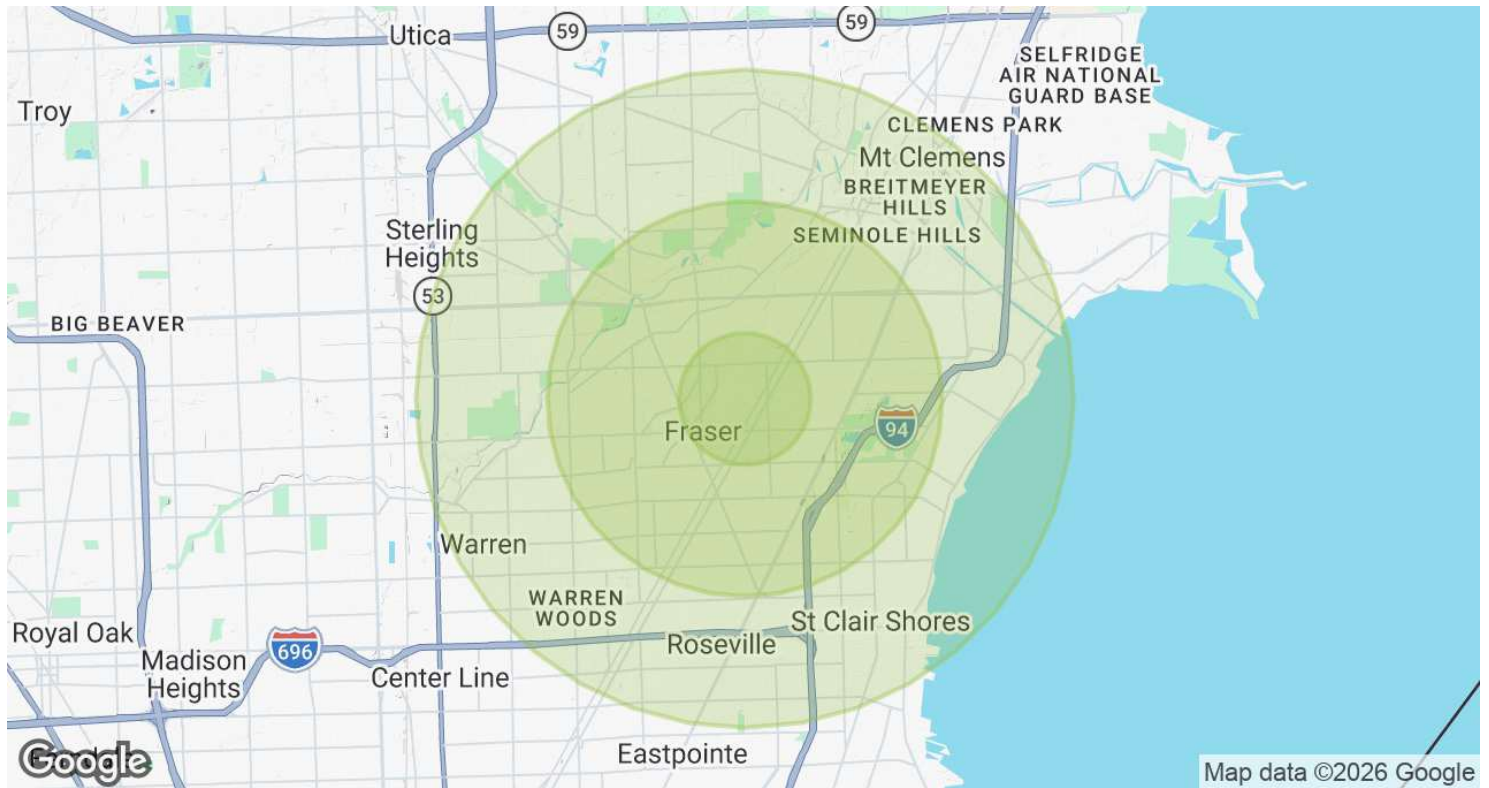 59
59
Utica
SELFRIDGE
AIR NATIONAL
GUARD BASE
Troy
CLEMENS PARK
Mt Clemens
BREITMEYER
HILLS
SEMINOLE HILLS
Sterling
Heights
53
BIG BEAVER
Fraser
94
Warren
WARREN
WOODS
St Clair Shores
Royal Oak
696
Roseville
Madison
Heights
Center Line
Eastpointe
Google
Map data ©2026 Google